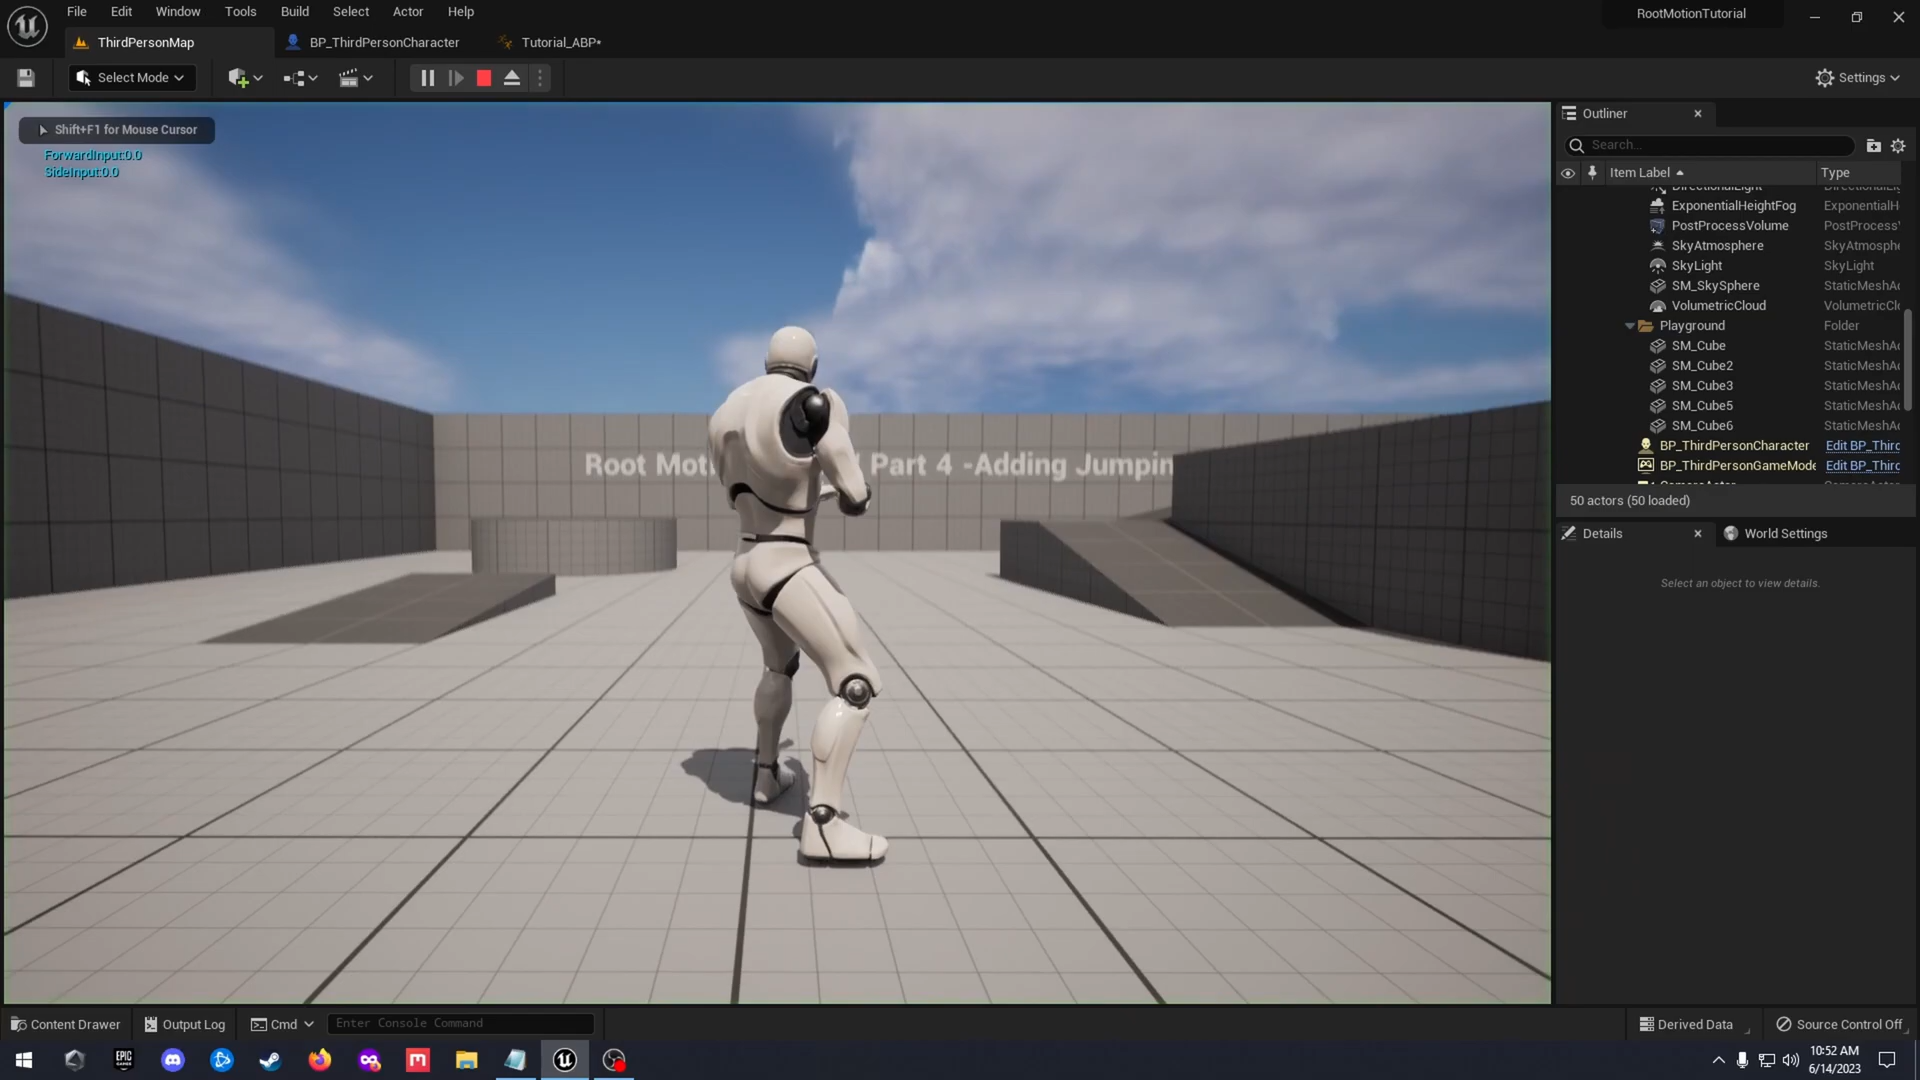 File Edit Window Tools Build Select Actor Help
RootMotionTutorial
ThirdPersonMap
BP_ThirdPersonCharacter
Tutorial_ABP*
Select Mode
Settings
Shift+F1 for Mouse Cursor
ForwardInput:0.0
SideInput:0.0
Root Mot
Part 4 -Adding Jumpin
Outliner
Search...
Item Label
Type
DirectionalLight
ExponentialHeightFog ExponentialH
PostProcessVolume PostProcess
SkyAtmosphere SkyAtmosphe
SkyLight SkyLight
SM_SkySphere StaticMeshAc
VolumetricCloud VolumetricClo
Playground Folder
SM_Cube StaticMeshAc
SM_Cube2 StaticMeshAc
SM_Cube3 StaticMeshAc
SM_Cube5 StaticMeshAc
SM_Cube6 StaticMeshAc
BP_ThirdPersonCharacter Edit BP_Thirc
BP_ThirdPersonGameMode Edit BP_Thirc
50 actors (50 loaded)
Details
World Settings
Select an object to view details.
Content Drawer
Output Log
Cmd
Enter Console Command
Derived Data
Source Control Off
EPIC
GAMES
10:52 AM
6/14/2023